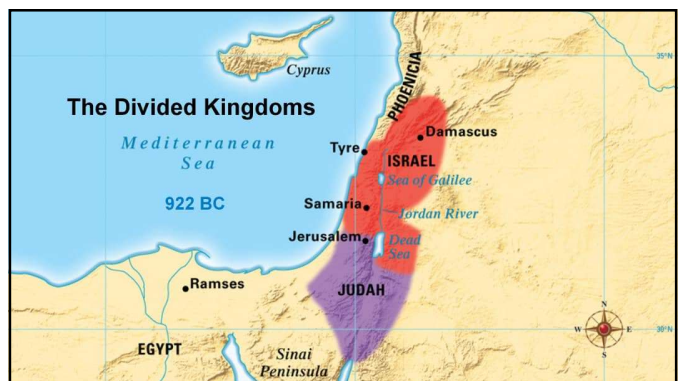 35°N
Cyprus
PHOENICIA
The Divided Kingdoms
Damascus
Mediterranean
Sea
Tyre
ISRAEL
Sea of Galilee
922 BC
Samaria
Jordan River
Jerusalem
Dead
Sea
Ramses
JUDAH
N
W
E
S
30°N
EGYPT
Sinai
Peninsula